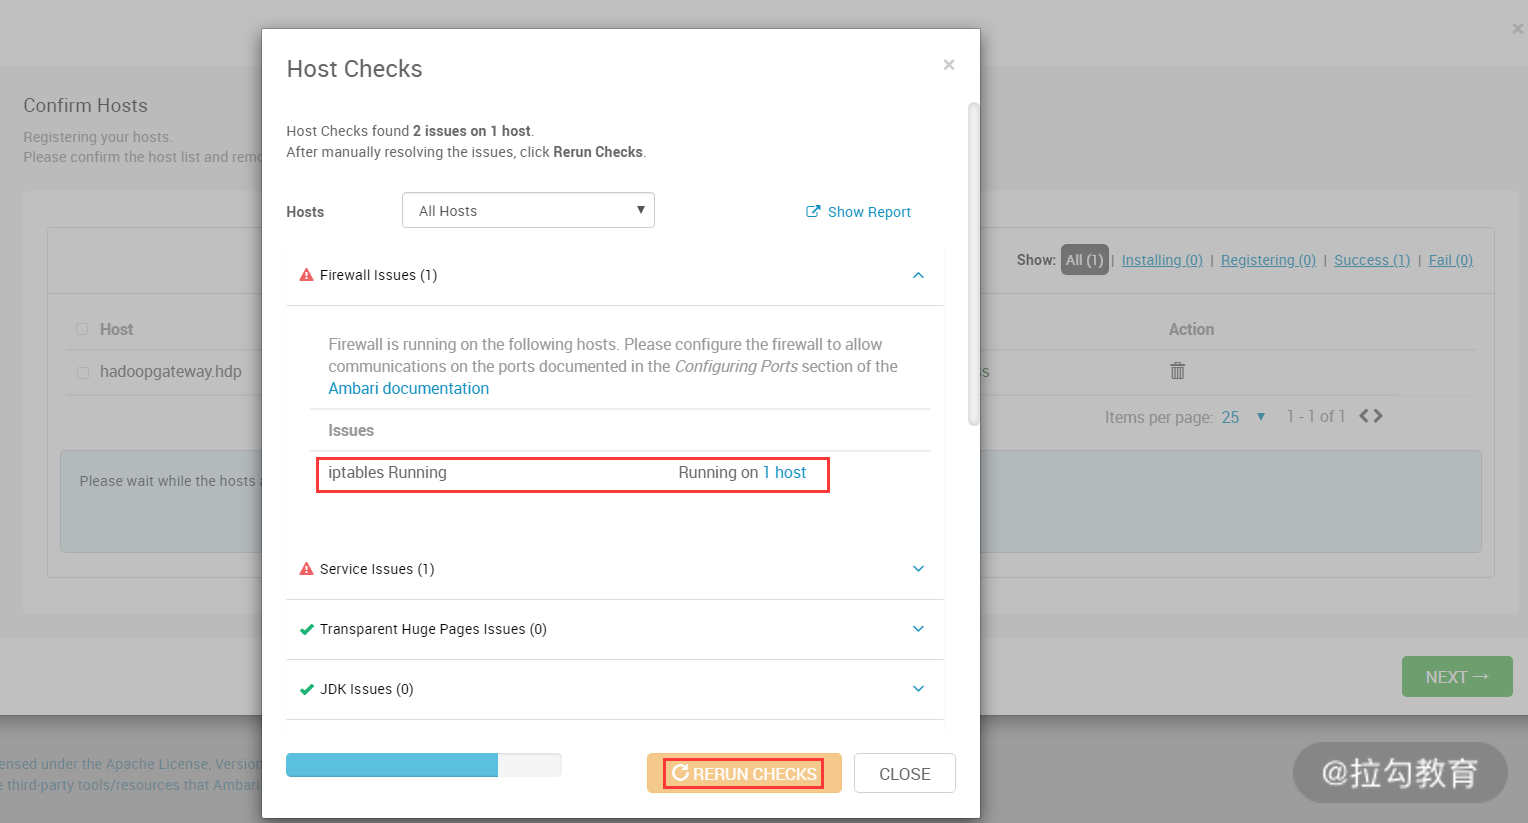 ×
Host Checks
×
Confirm Hosts
Registering your hosts.
Please confirm the host list and remo
Host Checks found 2 issues on 1 host.
After manually resolving the issues, click Rerun Checks.
Hosts
All Hosts
Show Report
Firewall Issues (1)
Show: All (1) | Installing (0) | Registering (0) | Success (1) | Fail (0)
Host
Action
Firewall is running on the following hosts. Please configure the firewall to allow
communications on the ports documented in the Configuring Ports section of the
Ambari documentation
hadoopgateway.hdp
ss
Items per page: 25
1 - 1 of 1
Issues
iptables Running
Running on 1 host
Please wait while the hosts a
Service Issues (1)
Transparent Huge Pages Issues (0)
JDK Issues (0)
NEXT →
RERUN CHECKS
CLOSE
ensed under the Apache License, Version
e third-party tools/resources that Ambari
@拉勾教育